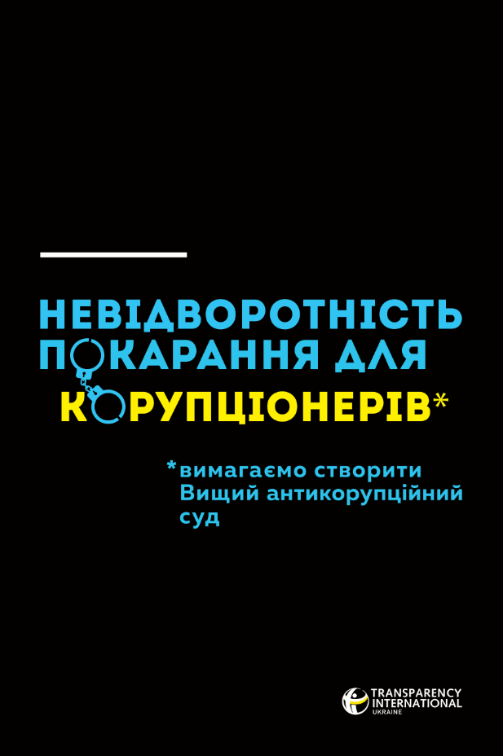 НЕВІДВОРОТНІСТЬ
ПОКАРАННЯ ДЛЯ
КОРУПЦІОНЕРІВ*
*вимагаємо створити
Вищий антикорупційний
суд
TRANSPARENCY
INTERNATIONAL
UKRAINE